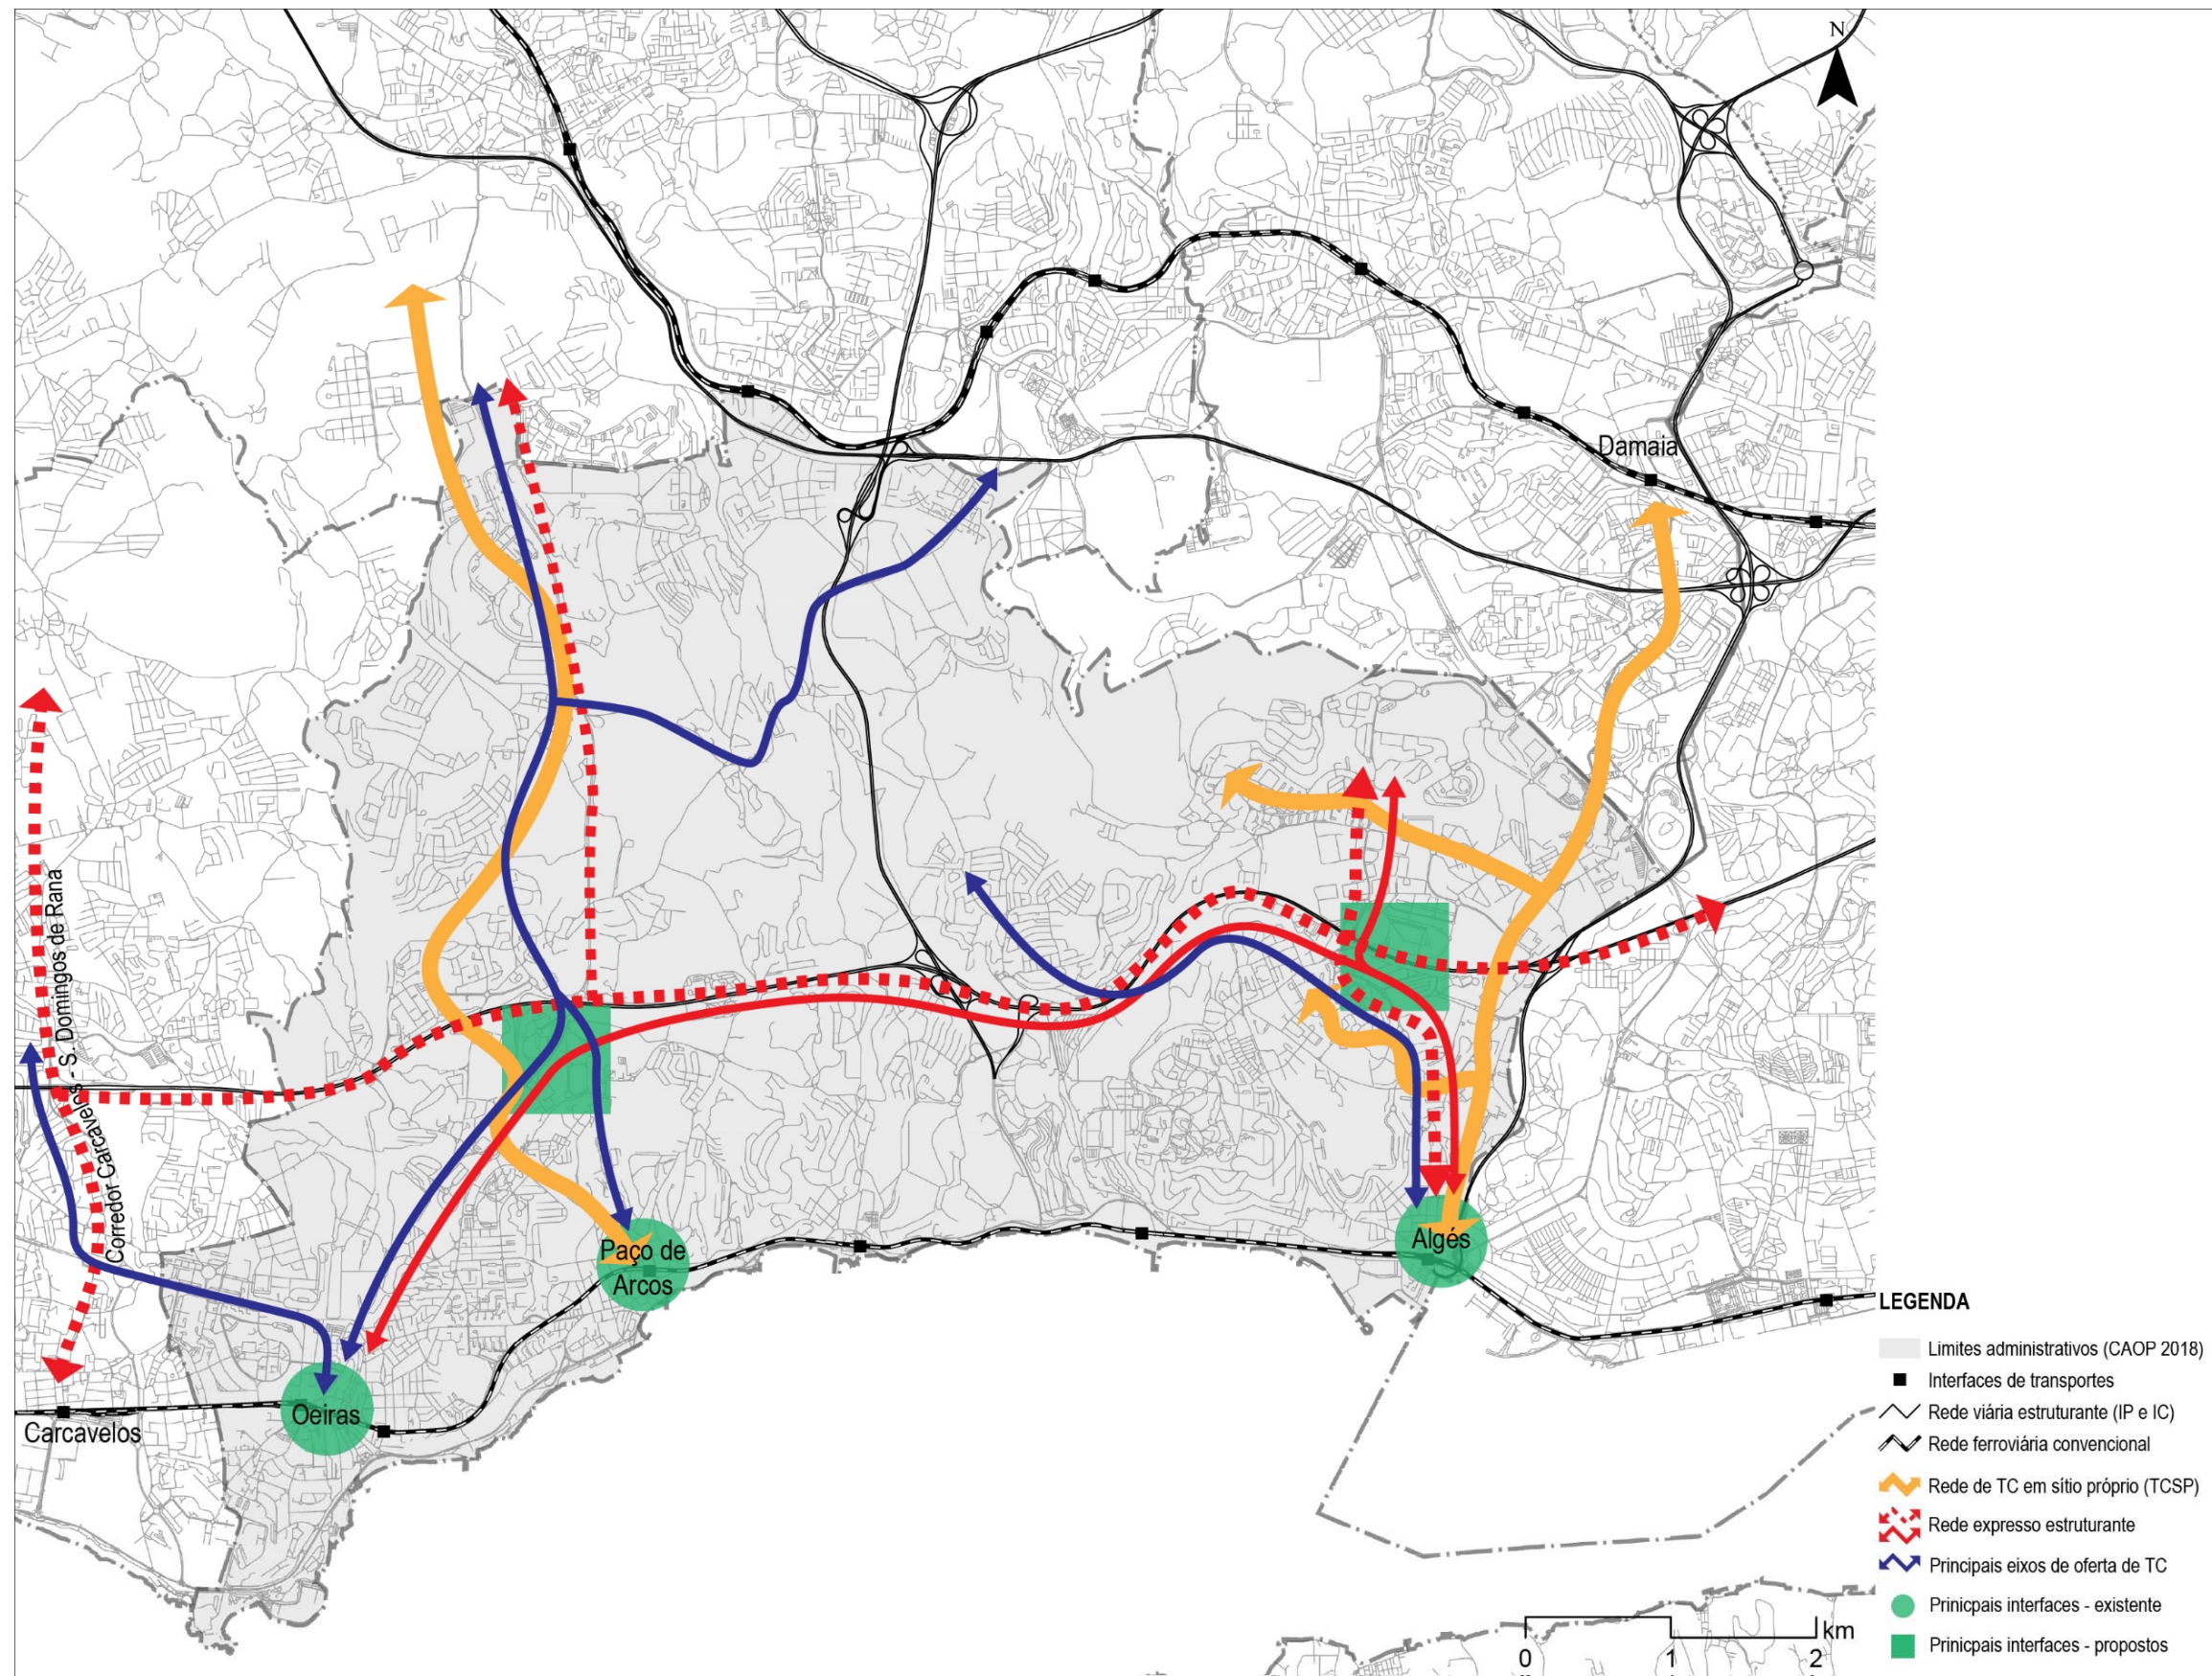 N
Damaia
Corredor Carcavelos - S. Domingos de Rana
Paço de
Arcos
Algés
Oeiras
Carcavelos
LEGENDA
Limites administrativos (CAOP 2018)
Interfaces de transportes
Rede viária estruturante (IP e IC)
Rede ferroviária convencional
Rede de TC em sítio próprio (TCSP)
Rede expresso estruturante
Principais eixos de oferta de TC
Prinicpais interfaces - existente
Prinicpais interfaces - propostos
km
0 1 2